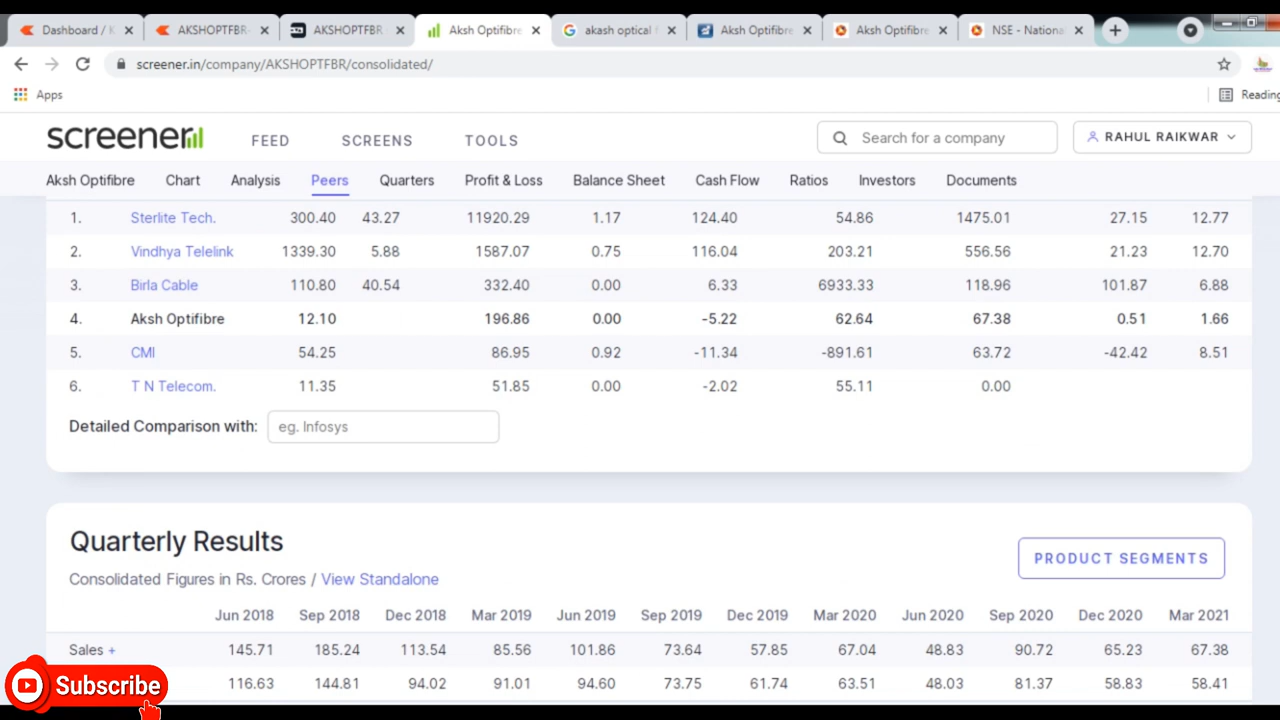 Dashboard / K
AKSHOPTFBR
AKSHOPTFBR
Aksh Optifibre
akash optical f
Aksh Optifibre
Aksh Optifibre
NSE - Nationa
screener.in/company/AKSHOPTFBR/consolidated/
Apps
Reading
screener
FEED SCREENS TOOLS
Search for a company
RAHUL RAIKWAR
Aksh Optifibre Chart Analysis Peers Quarters Profit & Loss Balance Sheet Cash Flow Ratios Investors Documents
1. Sterlite Tech. 300.40 43.27 11920.29 1.17 124.40 54.86 1475.01 27.15 12.77
2. Vindhya Telelink 1339.30 5.88 1587.07 0.75 116.04 203.21 556.56 21.23 12.70
3. Birla Cable 110.80 40.54 332.40 0.00 6.33 6933.33 118.96 101.87 6.88
4. Aksh Optifibre 12.10 196.86 0.00 -5.22 62.64 67.38 0.51 1.66
5. CMI 54.25 86.95 0.92 -11.34 -891.61 63.72 -42.42 8.51
6. T N Telecom. 11.35 51.85 0.00 -2.02 55.11 0.00
Detailed Comparison with: eg. Infosys
Quarterly Results
PRODUCT SEGMENTS
Consolidated Figures in Rs. Crores / View Standalone
Jun 2018 Sep 2018 Dec 2018 Mar 2019 Jun 2019 Sep 2019 Dec 2019 Mar 2020 Jun 2020 Sep 2020 Dec 2020 Mar 2021
Sales + 145.71 185.24 113.54 85.56 101.86 73.64 57.85 67.04 48.83 90.72 65.23 67.38
116.63 144.81 94.02 91.01 94.60 73.75 61.74 63.51 48.03 81.37 58.83 58.41
Subscribe